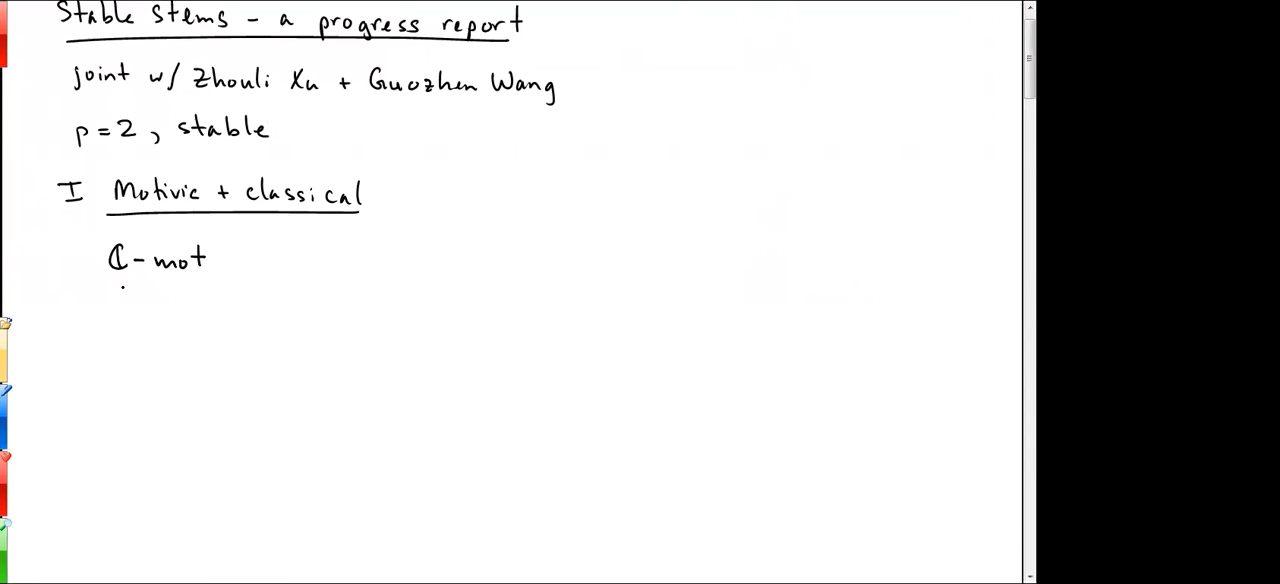 Stable Stems - a progress report
joint w/ Zhouli Xu + Guozhen Wang
p = 2, stable
I Motivic + classical
ℂ-mot